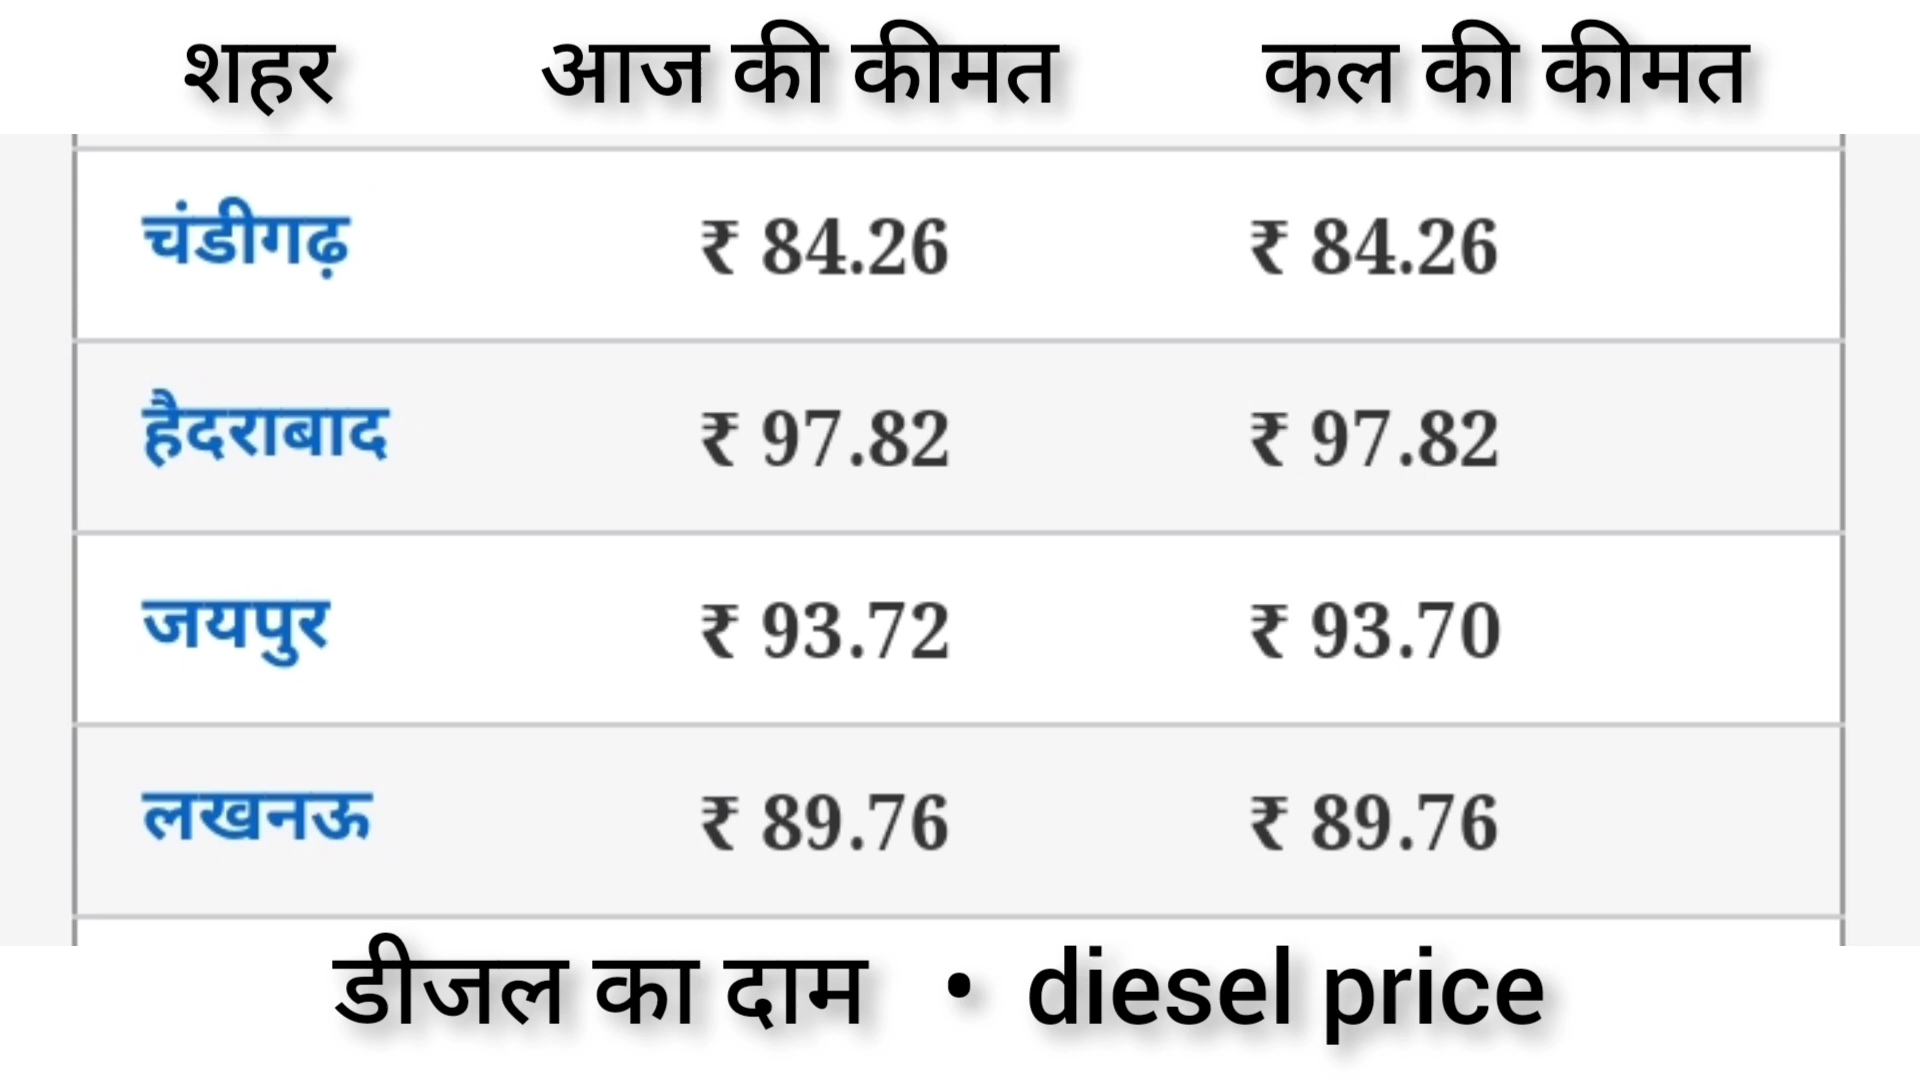 शहर आज की कीमत कल की कीमत
चंडीगढ़ ₹ 84.26 ₹ 84.26
हैदराबाद ₹ 97.82 ₹ 97.82
जयपुर ₹ 93.72 ₹ 93.70
लखनऊ ₹ 89.76 ₹ 89.76
डीजल का दाम • diesel price